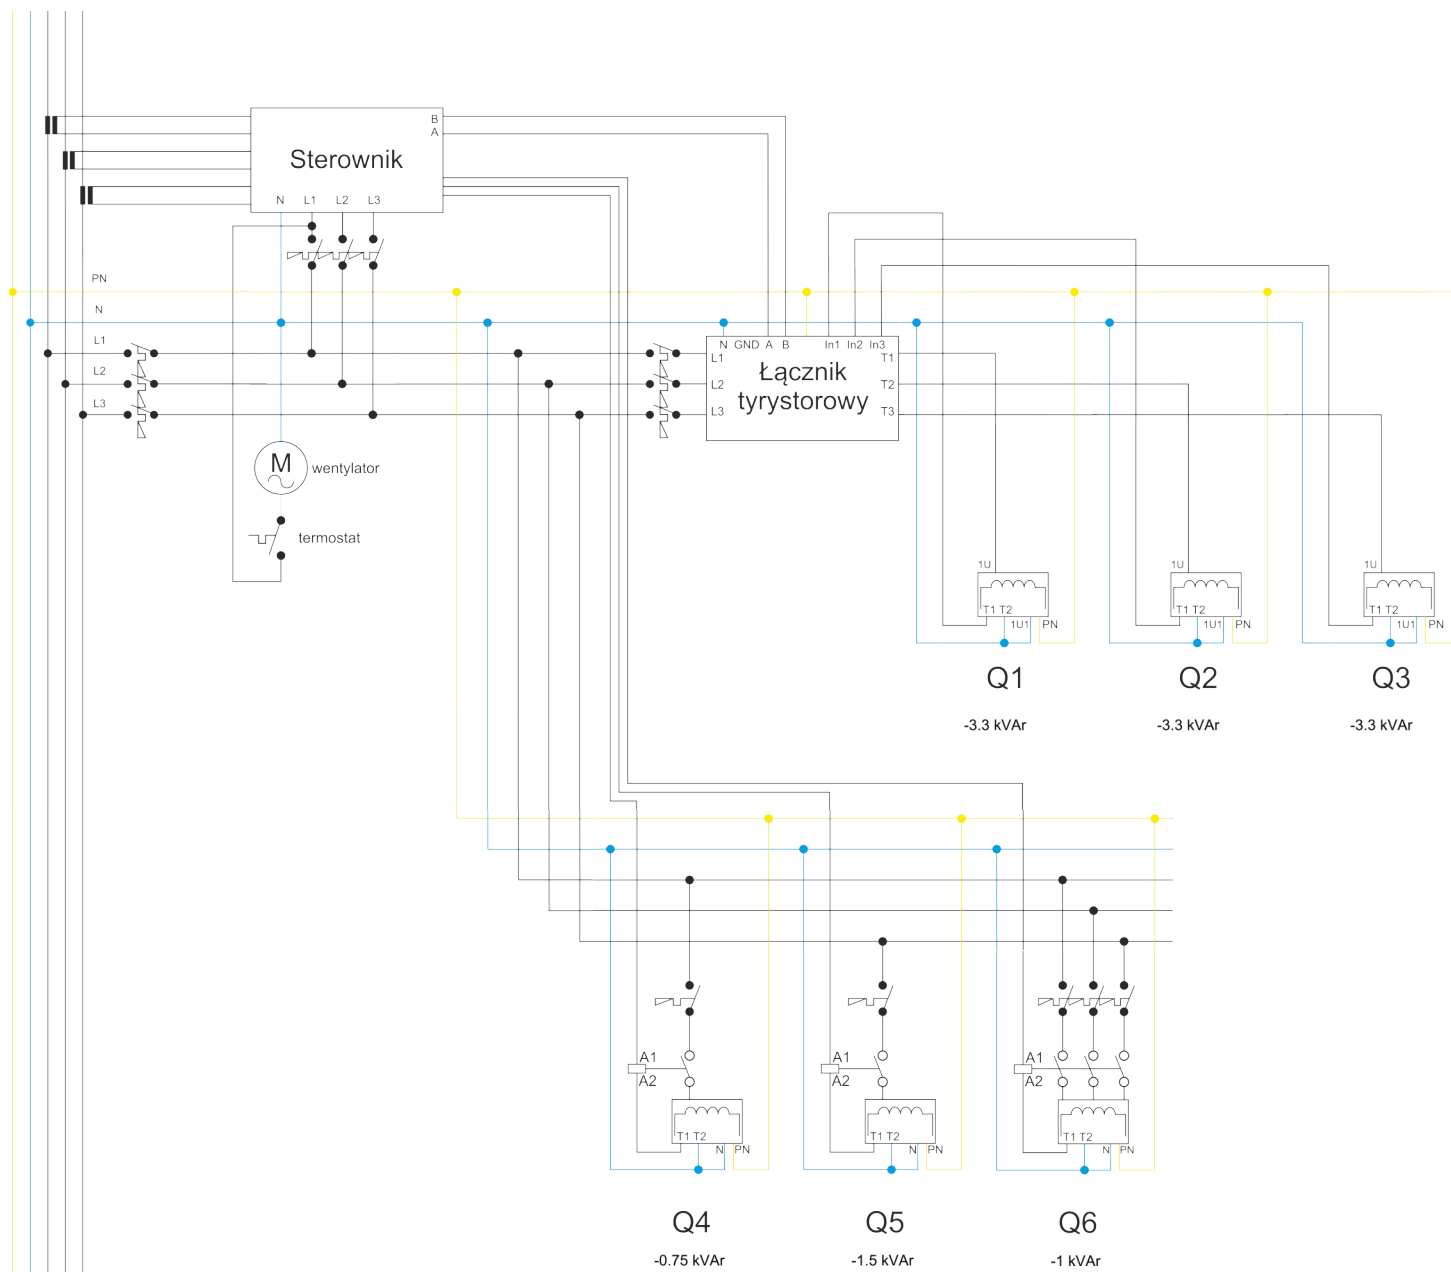 B
A
Sterownik
N L1 L2 L3
PN
N
L1
L2
L3
N GND A B In1 In2 In3
L1 T1
Łącznik
L2 T2
tyrystorowy
L3 T3
M
wentylator
termostat
1U 1U 1U
T1 T2 T1 T2 T1 T2
1U1 PN 1U1 PN 1U1 PN
Q1 Q2 Q3
-3.3 kVAr -3.3 kVAr -3.3 kVAr
A1 A1 A1
A2 A2 A2
T1 T2 T1 T2 T1 T2
N PN N PN N PN
Q4 Q5 Q6
-0.75 kVAr -1.5 kVAr -1 kVAr